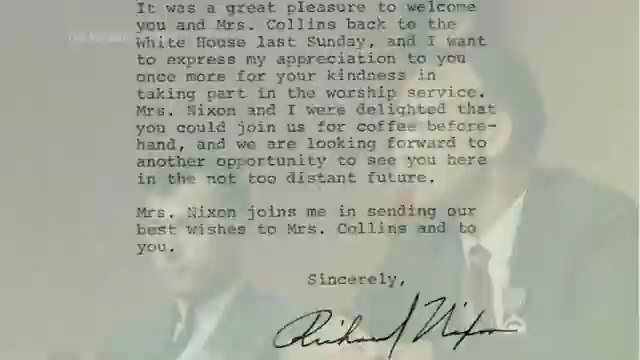 It was a great pleasure to welcome
you and Mrs. Collins back to the
White House last Sunday, and I want
to express my appreciation to you
once more for your kindness in
taking part in the worship service.
Mrs. Nixon and I were delighted that
you could join us for coffee before-
hand, and we are looking forward to
another opportunity to see you here
in the not too distant future.
Mrs. Nixon joins me in sending our
best wishes to Mrs. Collins and to
you.
Sincerely,
Richard Nixon